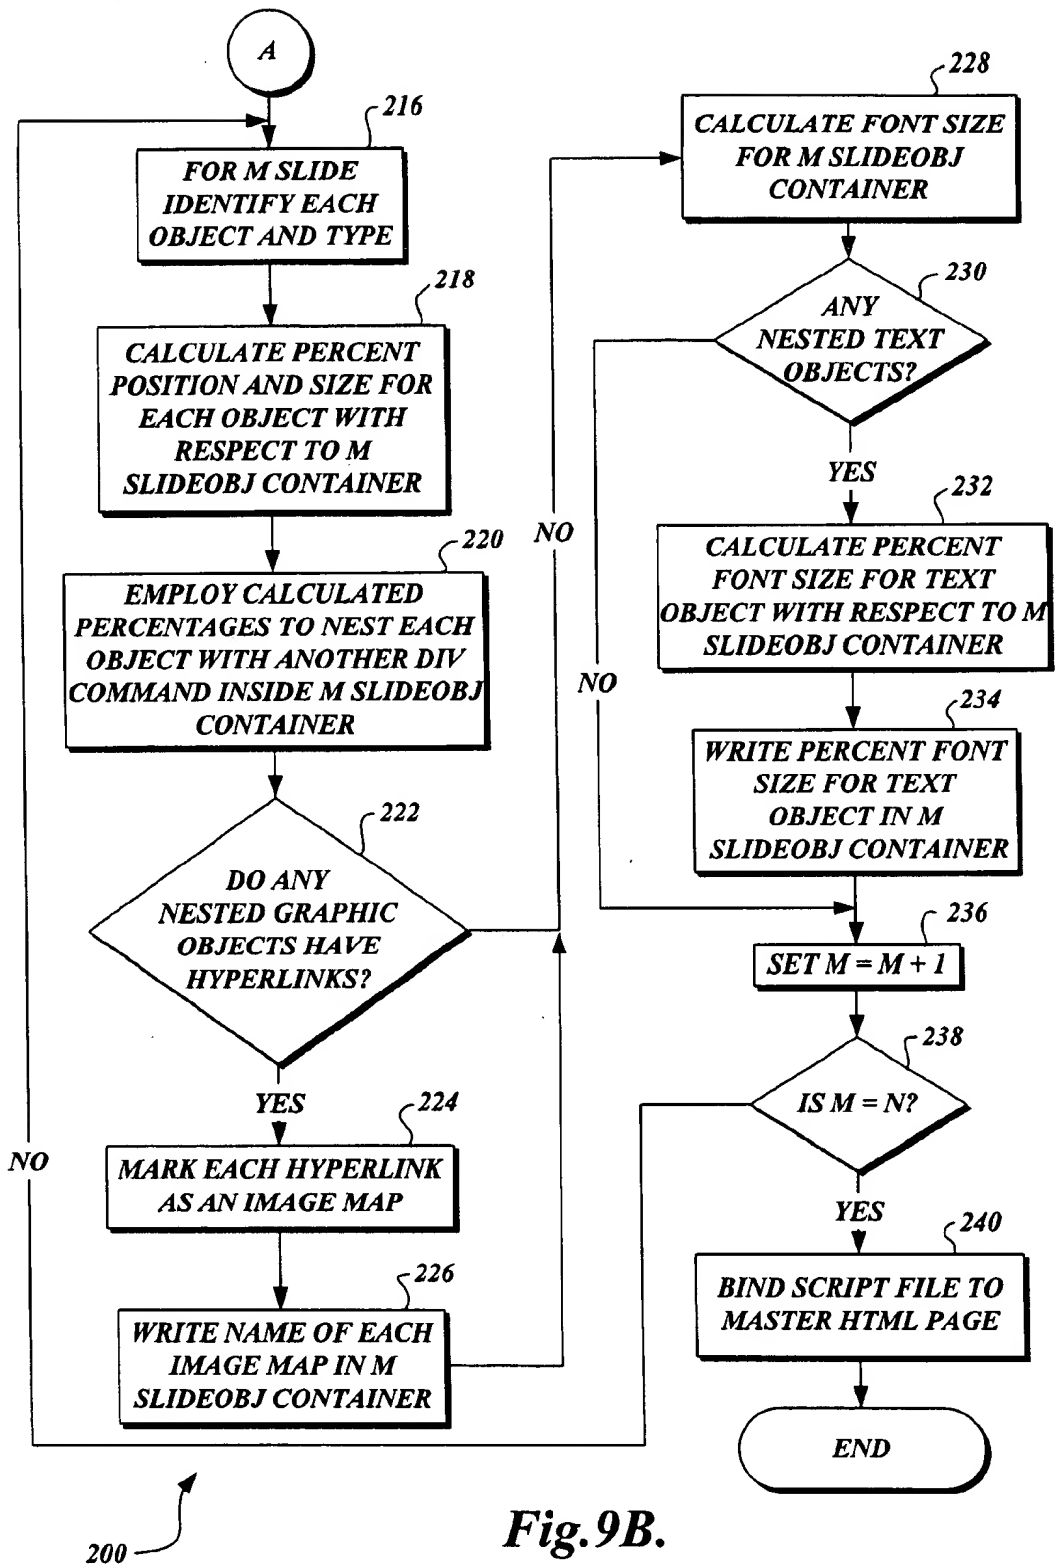 A
216
FOR M SLIDE
IDENTIFY EACH
OBJECT AND TYPE
218
CALCULATE PERCENT
POSITION AND SIZE FOR
EACH OBJECT WITH
RESPECT TO M
SLIDEOBJ CONTAINER
220
EMPLOY CALCULATED
PERCENTAGES TO NEST EACH
OBJECT WITH ANOTHER DIV
COMMAND INSIDE M SLIDEOBJ
CONTAINER
222
DO ANY
NESTED GRAPHIC
OBJECTS HAVE
HYPERLINKS?
NO
YES
224
MARK EACH HYPERLINK
AS AN IMAGE MAP
226
WRITE NAME OF EACH
IMAGE MAP IN M
SLIDEOBJ CONTAINER
228
CALCULATE FONT SIZE
FOR M SLIDEOBJ
CONTAINER
230
ANY
NESTED TEXT
OBJECTS?
NO
YES
232
CALCULATE PERCENT
FONT SIZE FOR TEXT
OBJECT WITH RESPECT TO M
SLIDEOBJ CONTAINER
234
WRITE PERCENT FONT
SIZE FOR TEXT
OBJECT IN M
SLIDEOBJ CONTAINER
236
SET M = M + 1
238
IS M = N?
NO
YES
240
BIND SCRIPT FILE TO
MASTER HTML PAGE
END
200
Fig.9B.